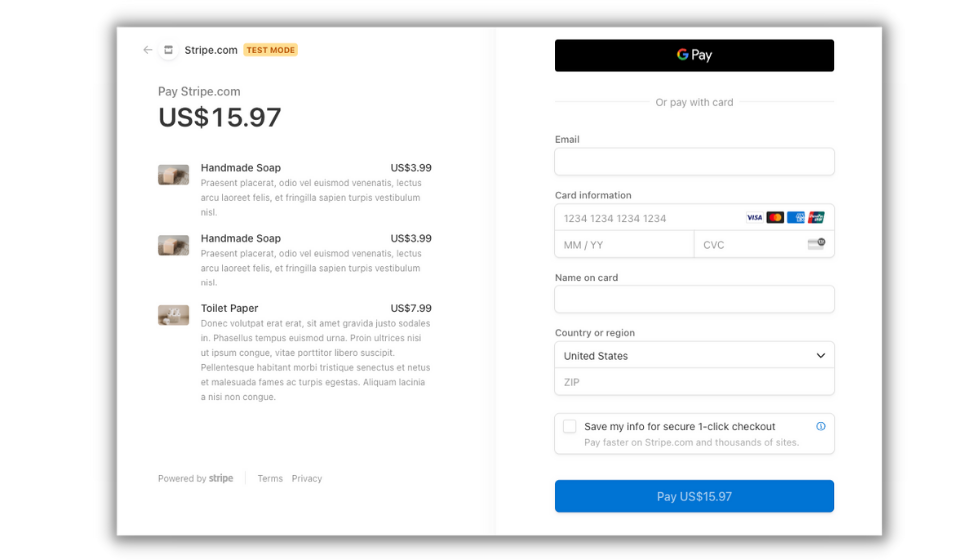 Stripe.com TEST MODE
Pay Stripe.com
US$15.97
Handmade Soap US$3.99
Praesent placerat, odio vel euismod venenatis, lectus
arcu laoreet felis, et fringilla sapien turpis vestibulum
nisl.
Handmade Soap US$3.99
Praesent placerat, odio vel euismod venenatis, lectus
arcu laoreet felis, et fringilla sapien turpis vestibulum
nisl.
Toilet Paper US$7.99
Donec volutpat erat erat, sit amet gravida justo sodales
in. Phasellus tempus euismod urna. Proin ultrices nisi
ut ipsum congue, vitae porttitor libero suscipit.
Pellentesque habitant morbi tristique senectus et netus
et malesuada fames ac turpis egestas. Aliquam lacinia
a nisi non congue.
Powered by stripe Terms Privacy
G Pay
Or pay with card
Email
Card information
1234 1234 1234 1234 VISA
MM / YY CVC
Name on card
Country or region
United States
ZIP
Save my info for secure 1-click checkout
Pay faster on Stripe.com and thousands of sites.
Pay US$15.97